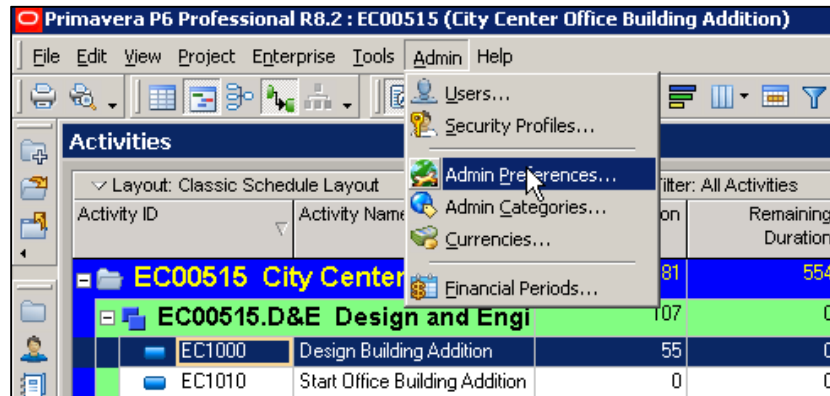 Primavera P6 Professional R8.2 : EC00515 (City Center Office Building Addition)
File Edit View Project Enterprise Tools Admin Help
Users...
Security Profiles...
Admin Preferences...
Admin Categories...
Currencies...
Financial Periods...
Activities
Layout: Classic Schedule Layout
Filter: All Activities
Activity ID Activity Name Remaining
Duration
EC00515 City Center 81 554
EC00515.D&E Design and Engi 107 0
EC1000 Design Building Addition 55 0
EC1010 Start Office Building Addition 0 0